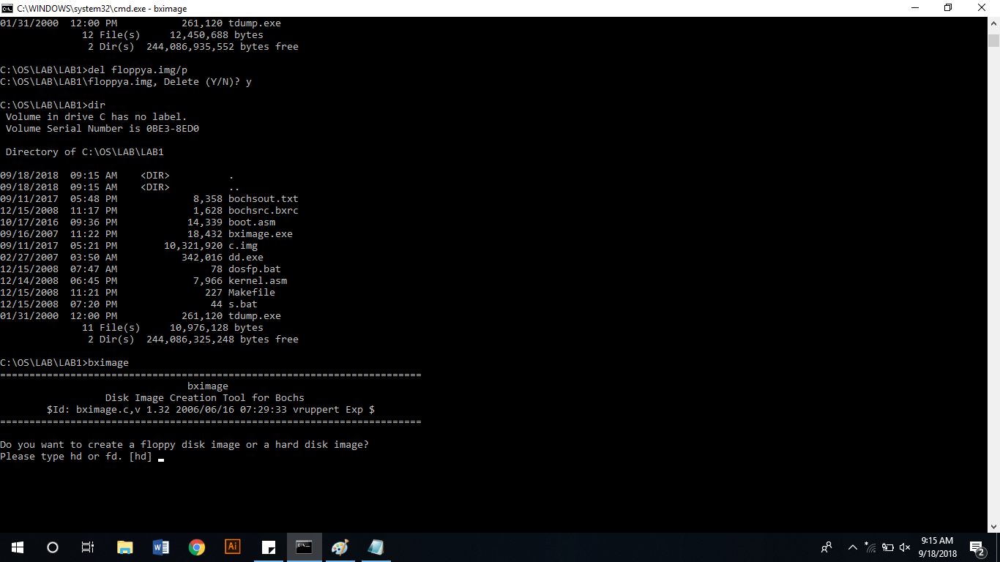 C:\WINDOWS\system32\cmd.exe - bximage
01/31/2000  12:00 PM           261,120 tdump.exe
              12 File(s)     12,450,688 bytes
               2 Dir(s)  244,086,935,552 bytes free
C:\OS\LAB\LAB1>del floppya.img/p
C:\OS\LAB\LAB1\floppya.img, Delete (Y/N)? y
C:\OS\LAB\LAB1>dir
 Volume in drive C has no label.
 Volume Serial Number is 0BE3-8ED0
 Directory of C:\OS\LAB\LAB1
09/18/2018  09:15 AM    <DIR>          .
09/18/2018  09:15 AM    <DIR>          ..
09/11/2017  05:48 PM             8,358 bochsout.txt
12/15/2008  11:17 PM             1,628 bochsrc.bxrc
10/17/2016  09:36 PM            14,339 boot.asm
09/16/2007  11:22 PM            18,432 bximage.exe
09/11/2017  05:21 PM        10,321,920 c.img
02/27/2007  03:50 AM           342,016 dd.exe
12/15/2008  07:47 AM                78 dosfp.bat
12/14/2008  06:45 PM             7,966 kernel.asm
12/15/2008  11:21 PM               227 Makefile
12/15/2008  07:20 PM                44 s.bat
01/31/2000  12:00 PM           261,120 tdump.exe
              11 File(s)     10,976,128 bytes
               2 Dir(s)  244,086,325,248 bytes free
C:\OS\LAB\LAB1>bximage
========================================================================
                                bximage
                  Disk Image Creation Tool for Bochs
        $Id: bximage.c,v 1.32 2006/06/16 07:29:33 vruppert Exp $
========================================================================
Do you want to create a floppy disk image or a hard disk image?
Please type hd or fd. [hd]
Ai
9:15 AM
9/18/2018
2